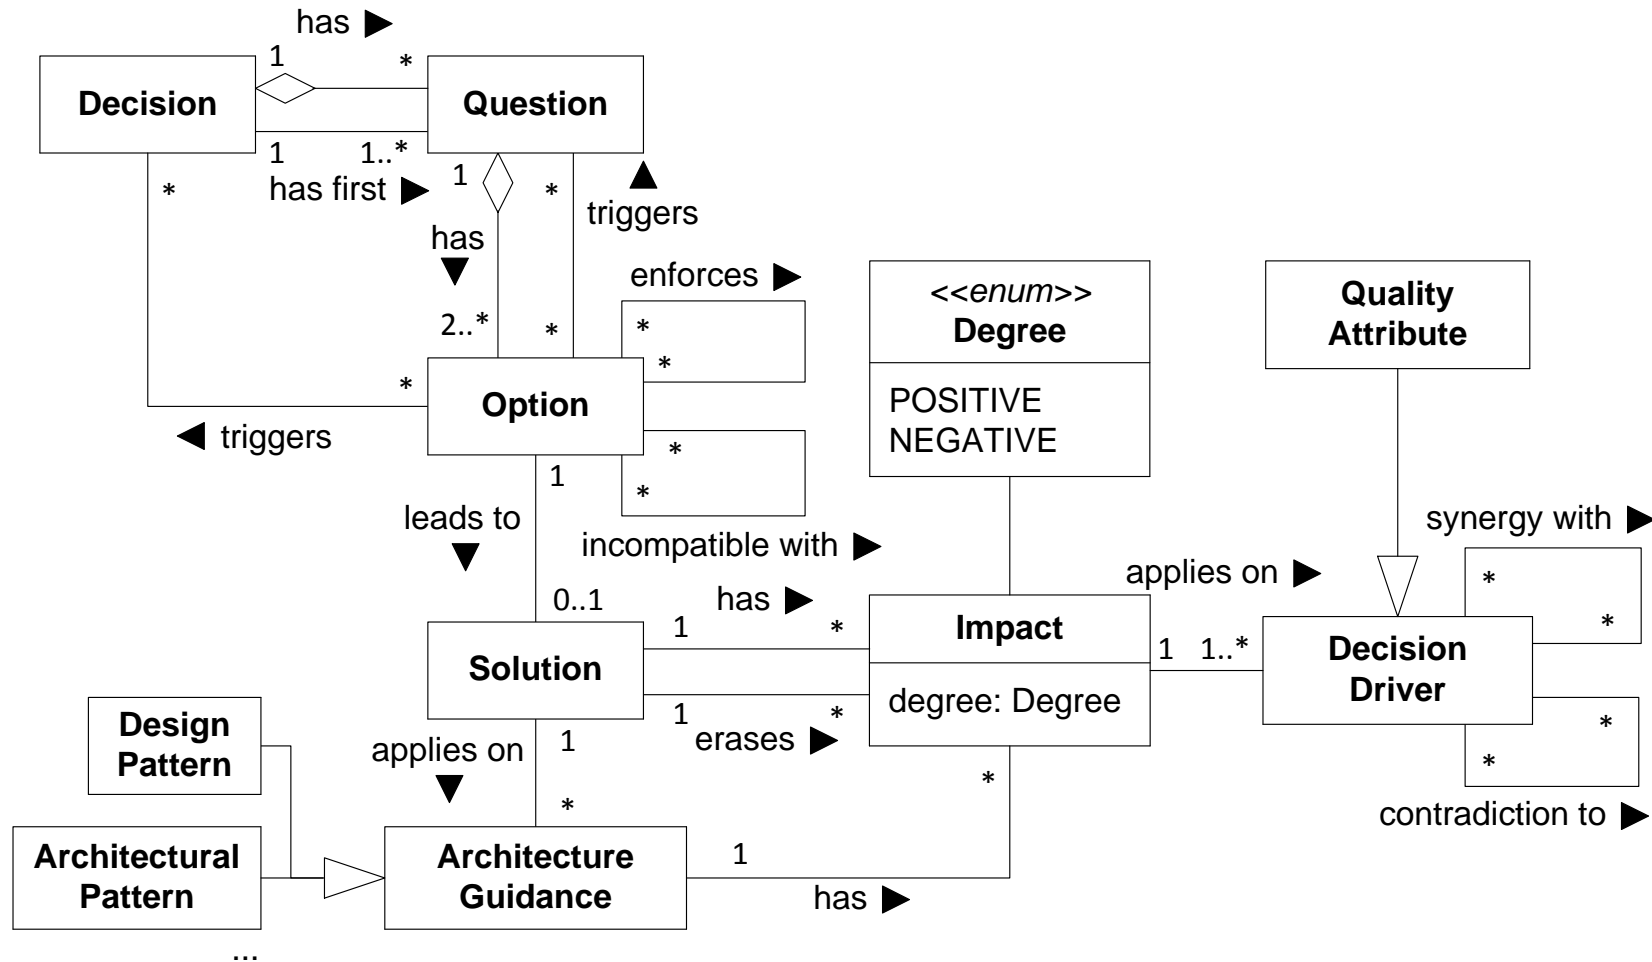 has ▶
1
*
Decision
Question
1
1..*
has first ▶
*
1
*
▲
triggers
has
▼
2..*
*
enforces ▶
*
*
*
Option
◀ triggers
*
*
incompatible with ▶
1
leads to
▼
0..1
<<enum>>
Degree
POSITIVE
NEGATIVE
Quality
Attribute
synergy with ▶
*
*
applies on ▶
has ▶
1
*
Solution
Impact
degree: Degree
1
1..*
Decision
Driver
1
*
erases ▶
*
*
contradiction to ▶
Design
Pattern
applies on
▼
1
*
*
Architectural
Pattern
Architecture
Guidance
1
has ▶
...